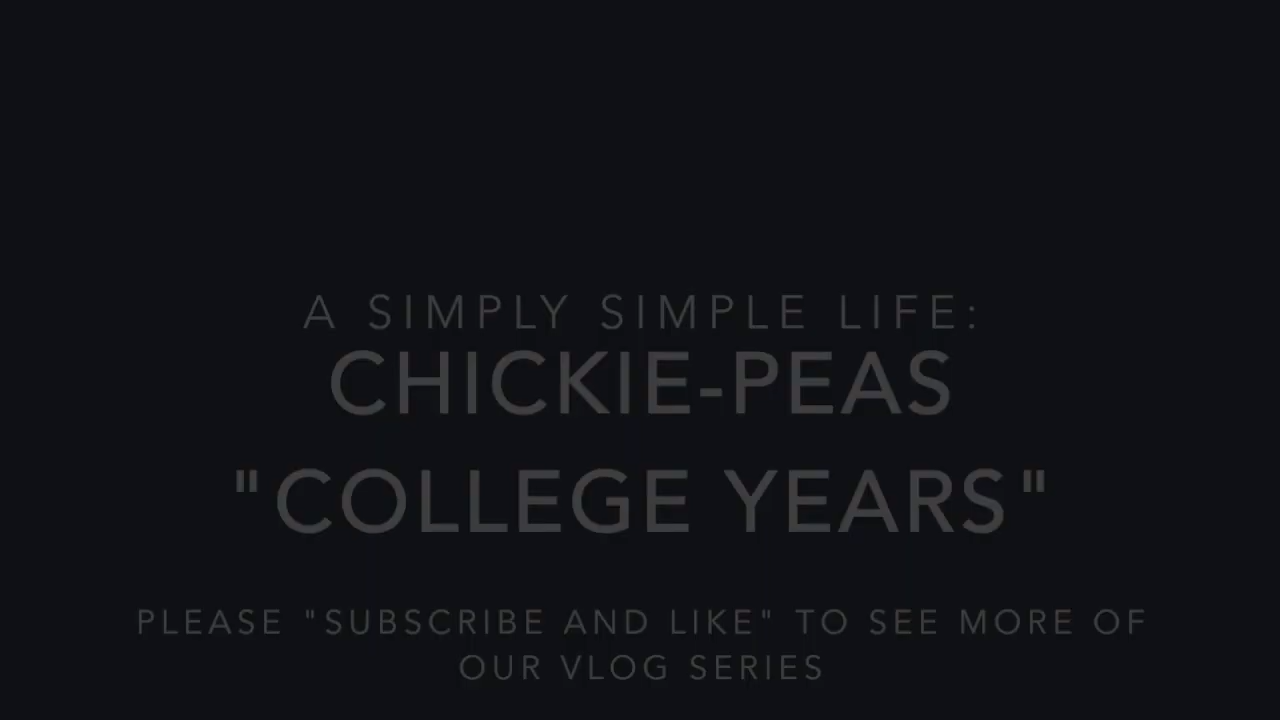 A SIMPLY SIMPLE LIFE:
CHICKIE-PEAS
"COLLEGE YEARS"
PLEASE "SUBSCRIBE AND LIKE" TO SEE MORE OF
OUR VLOG SERIES